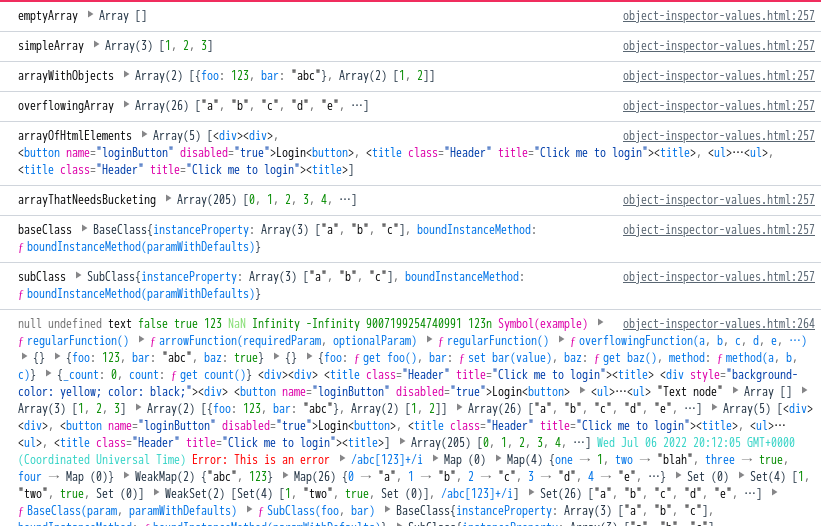 emptyArray ▶ Array [] object-inspector-values.html:257
simpleArray ▶ Array(3) [1, 2, 3] object-inspector-values.html:257
arrayWithObjects ▶ Array(2) [{foo: 123, bar: "abc"}, Array(2) [1, 2]] object-inspector-values.html:257
overflowingArray ▶ Array(26) ["a", "b", "c", "d", "e", …] object-inspector-values.html:257
arrayOfHtmlElements ▶ Array(5) [<div><div>, object-inspector-values.html:257
<button name="loginButton" disabled="true">Login<button>, <title class="Header" title="Click me to login"><title>, <ul>…<ul>,
<title class="Header" title="Click me to login"><title>]
arrayThatNeedsBucketing ▶ Array(205) [0, 1, 2, 3, 4, …] object-inspector-values.html:257
baseClass ▶ BaseClass{instanceProperty: Array(3) ["a", "b", "c"], boundInstanceMethod: object-inspector-values.html:257
ƒ boundInstanceMethod(paramWithDefaults)}
subClass ▶ SubClass{instanceProperty: Array(3) ["a", "b", "c"], boundInstanceMethod: object-inspector-values.html:257
ƒ boundInstanceMethod(paramWithDefaults)}
null undefined text false true 123 NaN Infinity -Infinity 9007199254740991 123n Symbol(example) ▶ object-inspector-values.html:264
ƒ regularFunction() ▶ ƒ arrowFunction(requiredParam, optionalParam) ▶ ƒ regularFunction() ▶ ƒ overflowingFunction(a, b, c, d, e, …)
▶ {} ▶ {foo: 123, bar: "abc", baz: true} ▶ {} ▶ {foo: ƒ get foo(), bar: ƒ set bar(value), baz: ƒ get baz(), method: ƒ method(a, b,
c)} ▶ {_count: 0, count: ƒ get count()} <div><div> <title class="Header" title="Click me to login"><title> <div style="background-
color: yellow; color: black;"><div> <button name="loginButton" disabled="true">Login<button> ▶ <ul>…<ul> "Text node" ▶ Array [] ▶
Array(3) [1, 2, 3] ▶ Array(2) [{foo: 123, bar: "abc"}, Array(2) [1, 2]] ▶ Array(26) ["a", "b", "c", "d", "e", …] ▶ Array(5) [<div>
<div>, <button name="loginButton" disabled="true">Login<button>, <title class="Header" title="Click me to login"><title>, <ul>…
<ul>, <title class="Header" title="Click me to login"><title>] ▶ Array(205) [0, 1, 2, 3, 4, …] Wed Jul 06 2022 20:12:05 GMT+0000
(Coordinated Universal Time) Error: This is an error ▶ /abc[123]+/i ▶ Map (0) ▶ Map(4) {one → 1, two → "blah", three → true,
four → Map (0)} ▶ WeakMap(2) {"abc", 123} ▶ Map(26) {0 → "a", 1 → "b", 2 → "c", 3 → "d", 4 → "e", …} ▶ Set (0) ▶ Set(4) [1,
"two", true, Set (0)] ▶ WeakSet(2) [Set(4) [1, "two", true, Set (0)], /abc[123]+/i] ▶ Set(26) ["a", "b", "c", "d", "e", …] ▶
ƒ BaseClass(param, paramWithDefaults) ▶ ƒ SubClass(foo, bar) ▶ BaseClass{instanceProperty: Array(3) ["a", "b", "c"],
boundInstanceMethod: ƒ boundInstanceMethod(paramWithDefaults)} ▶ SubClass{instanceProperty: Array(3) ["a", "b", "c"],